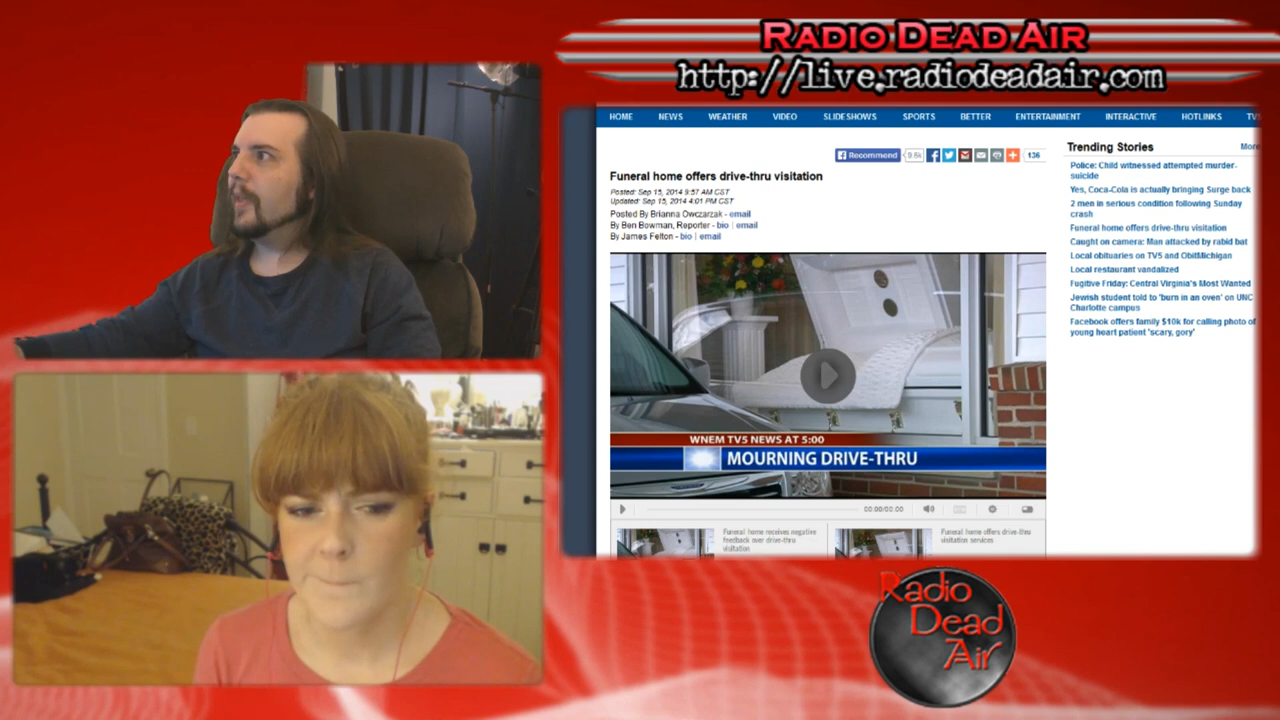 RADIO DEAD AIR
http://live.radiodeadair.com
HOME NEWS WEATHER VIDEO SLIDESHOWS SPORTS BETTER ENTERTAINMENT INTERACTIVE HOTLINKS TV5
Recommend 9.6k 136
Funeral home offers drive-thru visitation
Posted: Sep 15, 2014 9:57 AM CST
Updated: Sep 15, 2014 4:01 PM CST
Posted By Brianna Owczarzak - email
By Ben Bowman, Reporter - bio | email
By James Felton - bio | email
WNEM TV5 NEWS AT 5:00
MOURNING DRIVE-THRU
00:00/00:00
Funeral home receives negative
feedback over drive-thru
visitation
Funeral home offers drive-thru
visitation services
Trending Stories More
Police: Child witnessed attempted murder-
suicide
Yes, Coca-Cola is actually bringing Surge back
2 men in serious condition following Sunday
crash
Funeral home offers drive-thru visitation
Caught on camera: Man attacked by rabid bat
Local obituaries on TV5 and ObitMichigan
Local restaurant vandalized
Fugitive Friday: Central Virginia's Most Wanted
Jewish student told to 'burn in an oven' on UNC
Charlotte campus
Facebook offers family $10k for calling photo of
young heart patient 'scary, gory'
Radio
Dead
Air